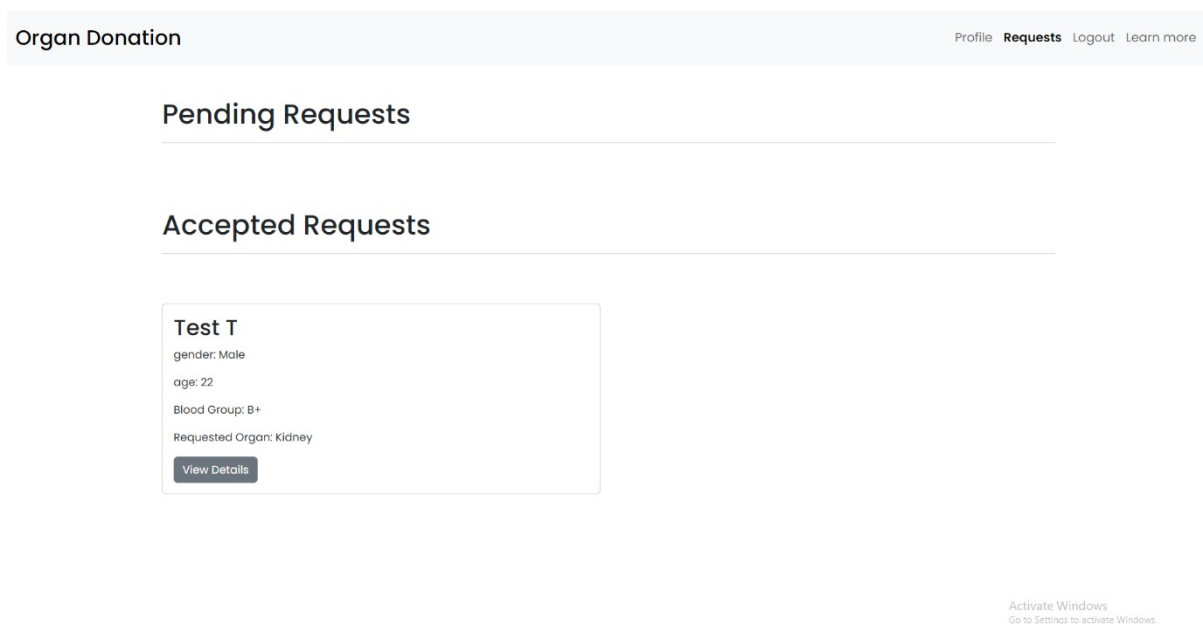 Organ Donation
Profile Requests Logout Learn more
Pending Requests
Accepted Requests
Test T
gender: Male
age: 22
Blood Group: B+
Requested Organ: Kidney
View Details
Activate Windows
Go to Settings to activate Windows.